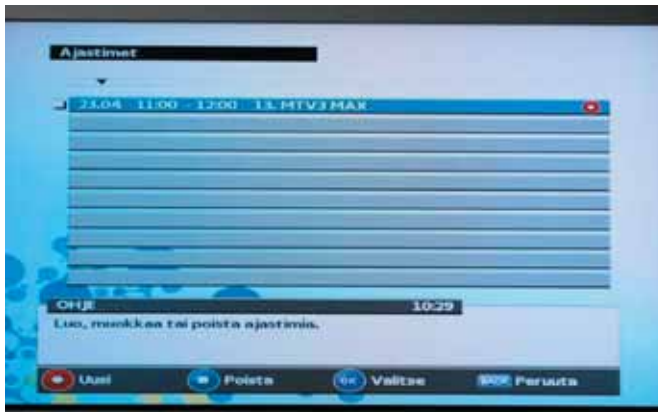 Ajastimet
23.04 11:00 - 12:00 13. MTV3 MAX
OHJE 10:29
Luo, muokkaa tai poista ajastimia.
Uusi Poista OK Valitse BACK Peruuta